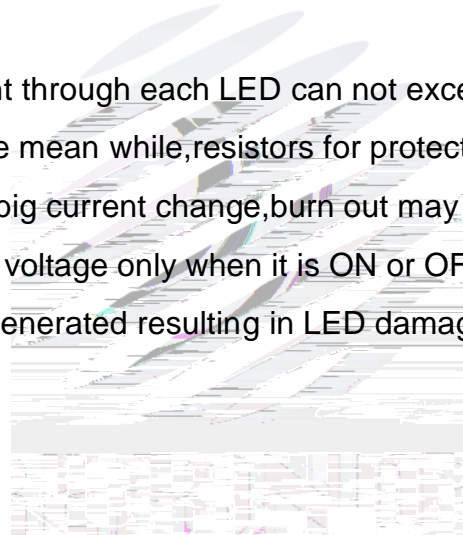 nt through each LED can not exce
e mean while,resistors for protect
big current change,burn out may
voltage only when it is ON or OF
enerated resulting in LED damag